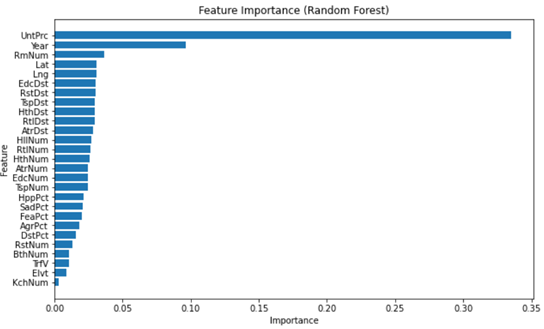 Feature Importance (Random Forest)
UntPrc
Year
RmNum
Lat
Lng
EdcDst
RstDst
TspDst
HthDst
RtlDst
AtrDst
HllNum
RtlNum
HthNum
AtrNum
EdcNum
TspNum
HppPct
SadPct
FeaPct
AgrPct
DstPct
RstNum
BthNum
TrfV
Elvt
KchNum
Feature
0.00 0.05 0.10 0.15 0.20 0.25 0.30 0.35
Importance